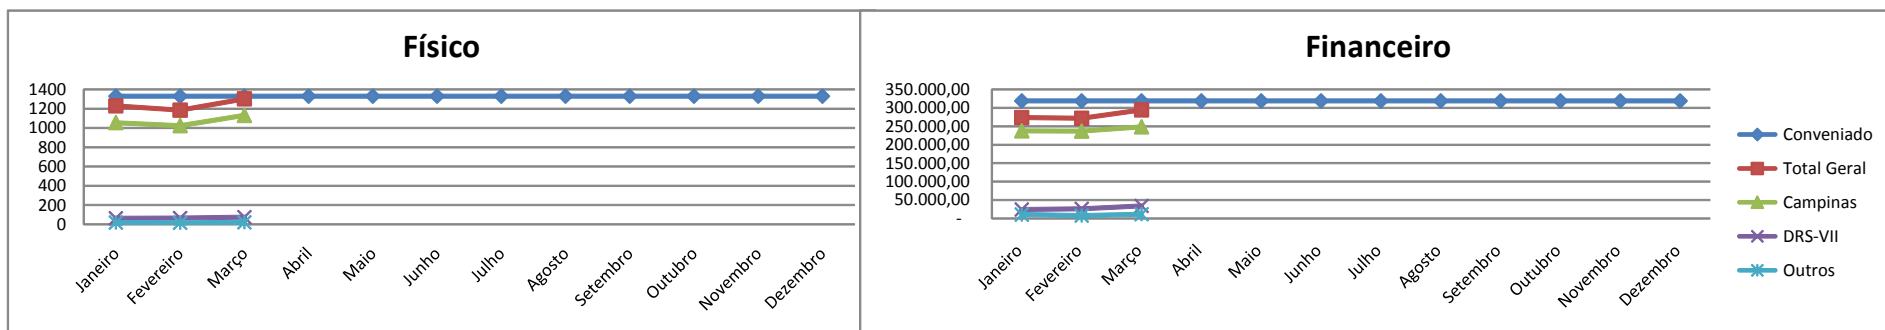 Físico
1400
1200
1000
800
600
400
200
0
Janeiro
Fevereiro
Março
Abril
Maio
Junho
Julho
Agosto
Setembro
Outubro
Novembro
Dezembro
Financeiro
350.000,00
300.000,00
250.000,00
200.000,00
150.000,00
100.000,00
50.000,00
-
Janeiro
Fevereiro
Março
Abril
Maio
Junho
Julho
Agosto
Setembro
Outubro
Novembro
Dezembro
Conveniado
Total Geral
Campinas
DRS-VII
Outros